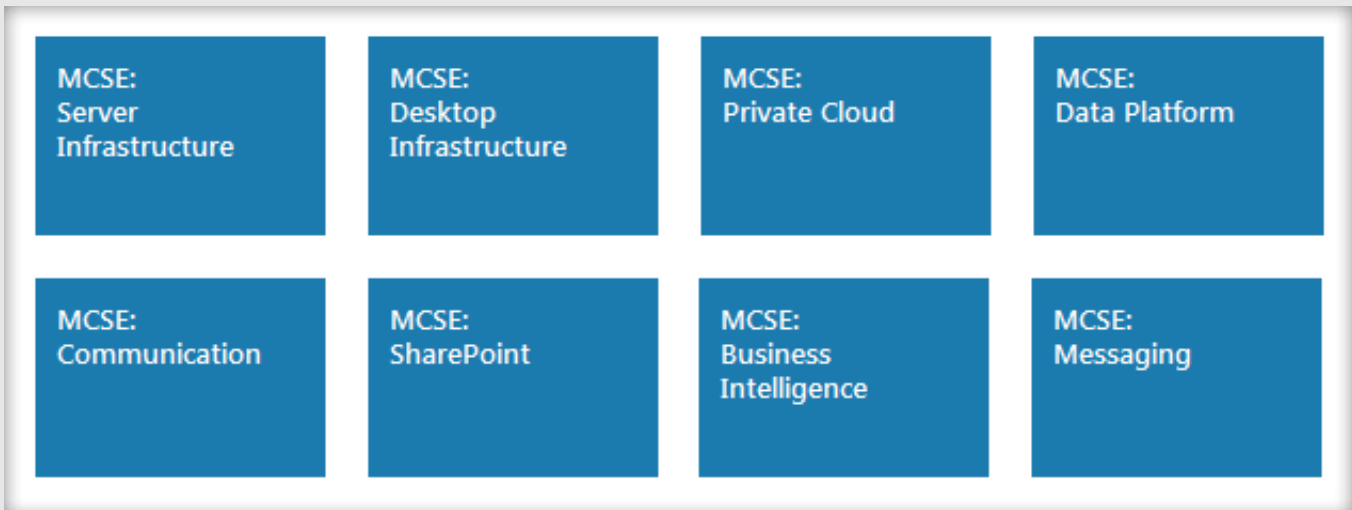 MCSE:
Server
Infrastructure
MCSE:
Desktop
Infrastructure
MCSE:
Private Cloud
MCSE:
Data Platform
MCSE:
Communication
MCSE:
SharePoint
MCSE:
Business
Intelligence
MCSE:
Messaging